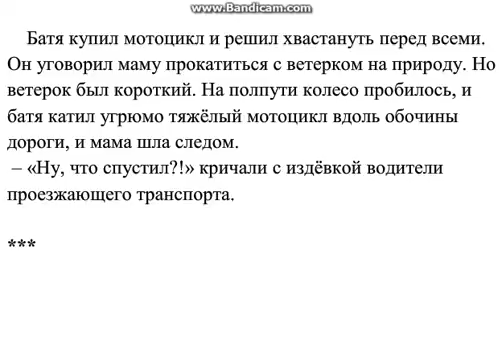 www.Bandicam.com
Батя купил мотоцикл и решил хвастануть перед всеми.
Он уговорил маму прокатиться с ветерком на природу. Но
ветерок был короткий. На полпути колесо пробилось, и
батя катил угрюмо тяжёлый мотоцикл вдоль обочины
дороги, и мама шла следом.
– «Ну, что спустил?!» кричали с издёвкой водители
проезжающего транспорта.
***